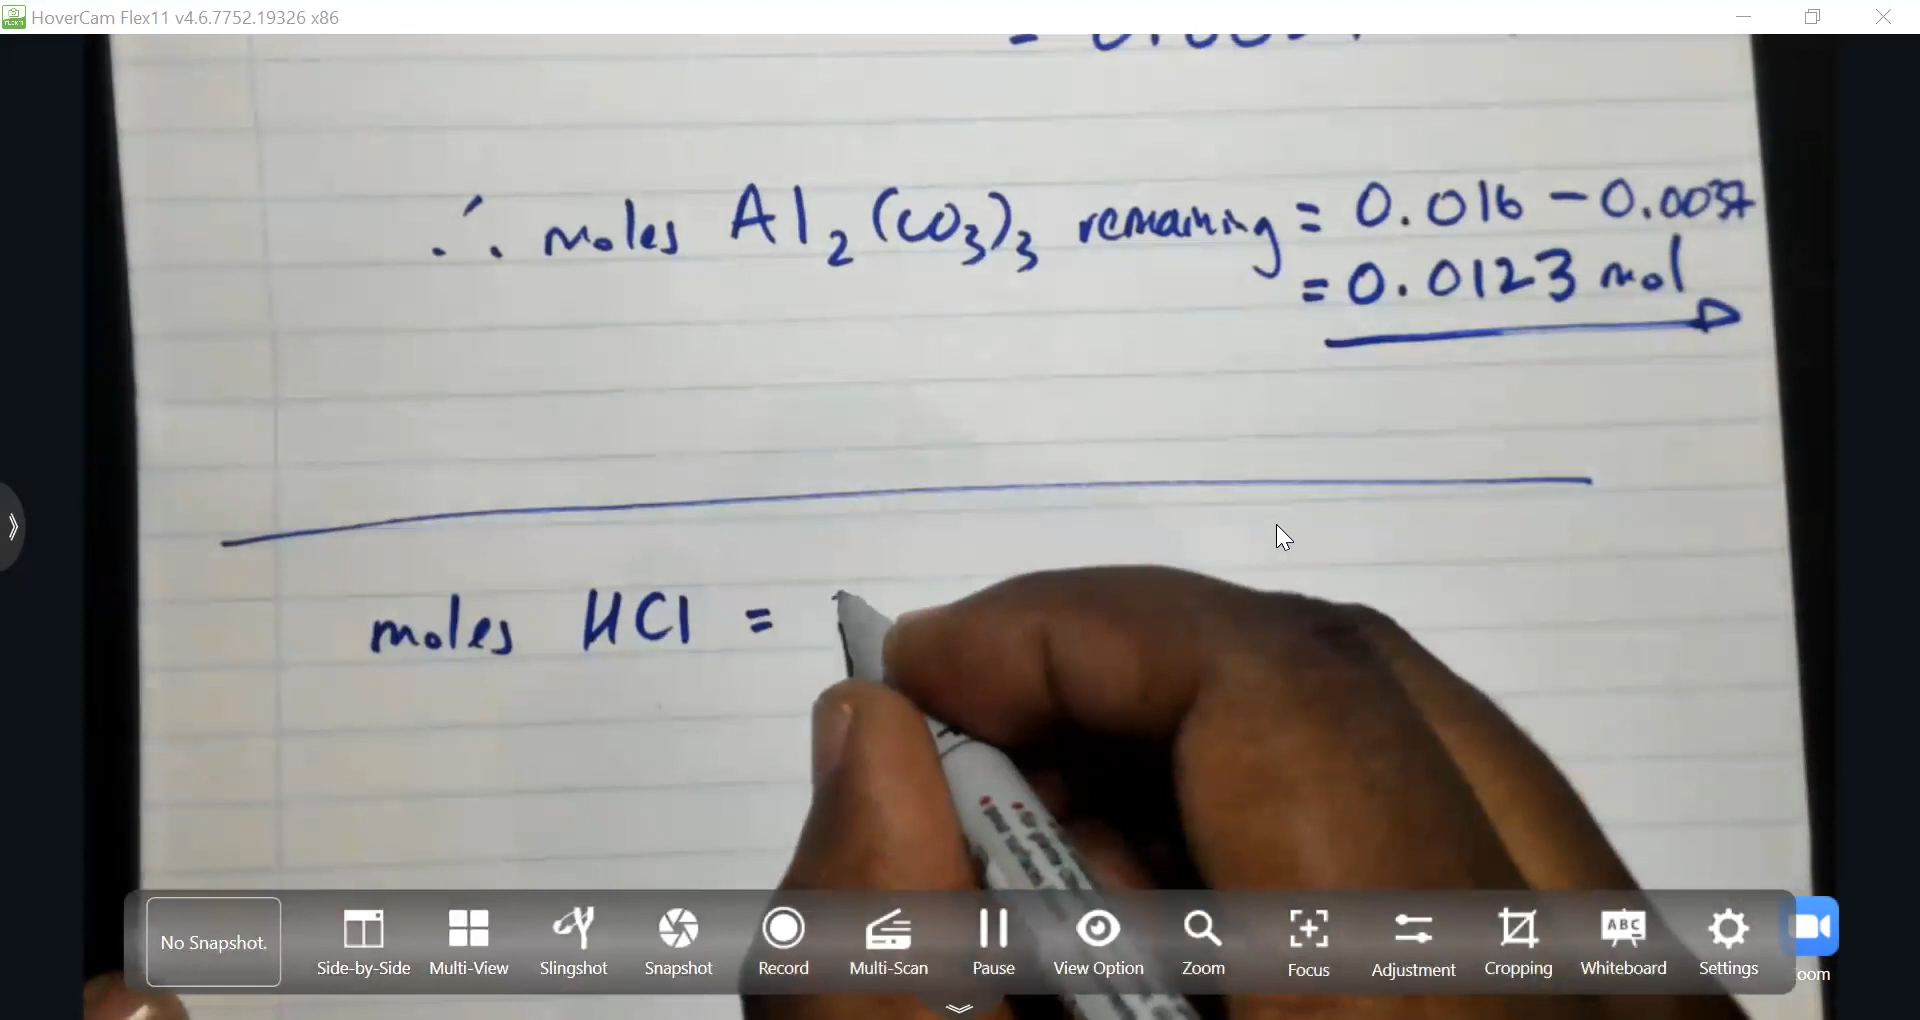 HoverCam Flex11 v4.6.7752.19326 x86
∴ moles Al₂(CO₃)₃ remaining = 0.016 – 0.0037
= 0.0123 mol
moles HCl =
No Snapshot.
Side-by-Side Multi-View Slingshot Snapshot Record Multi-Scan Pause View Option Zoom Focus Adjustment Cropping Whiteboard Settings oom